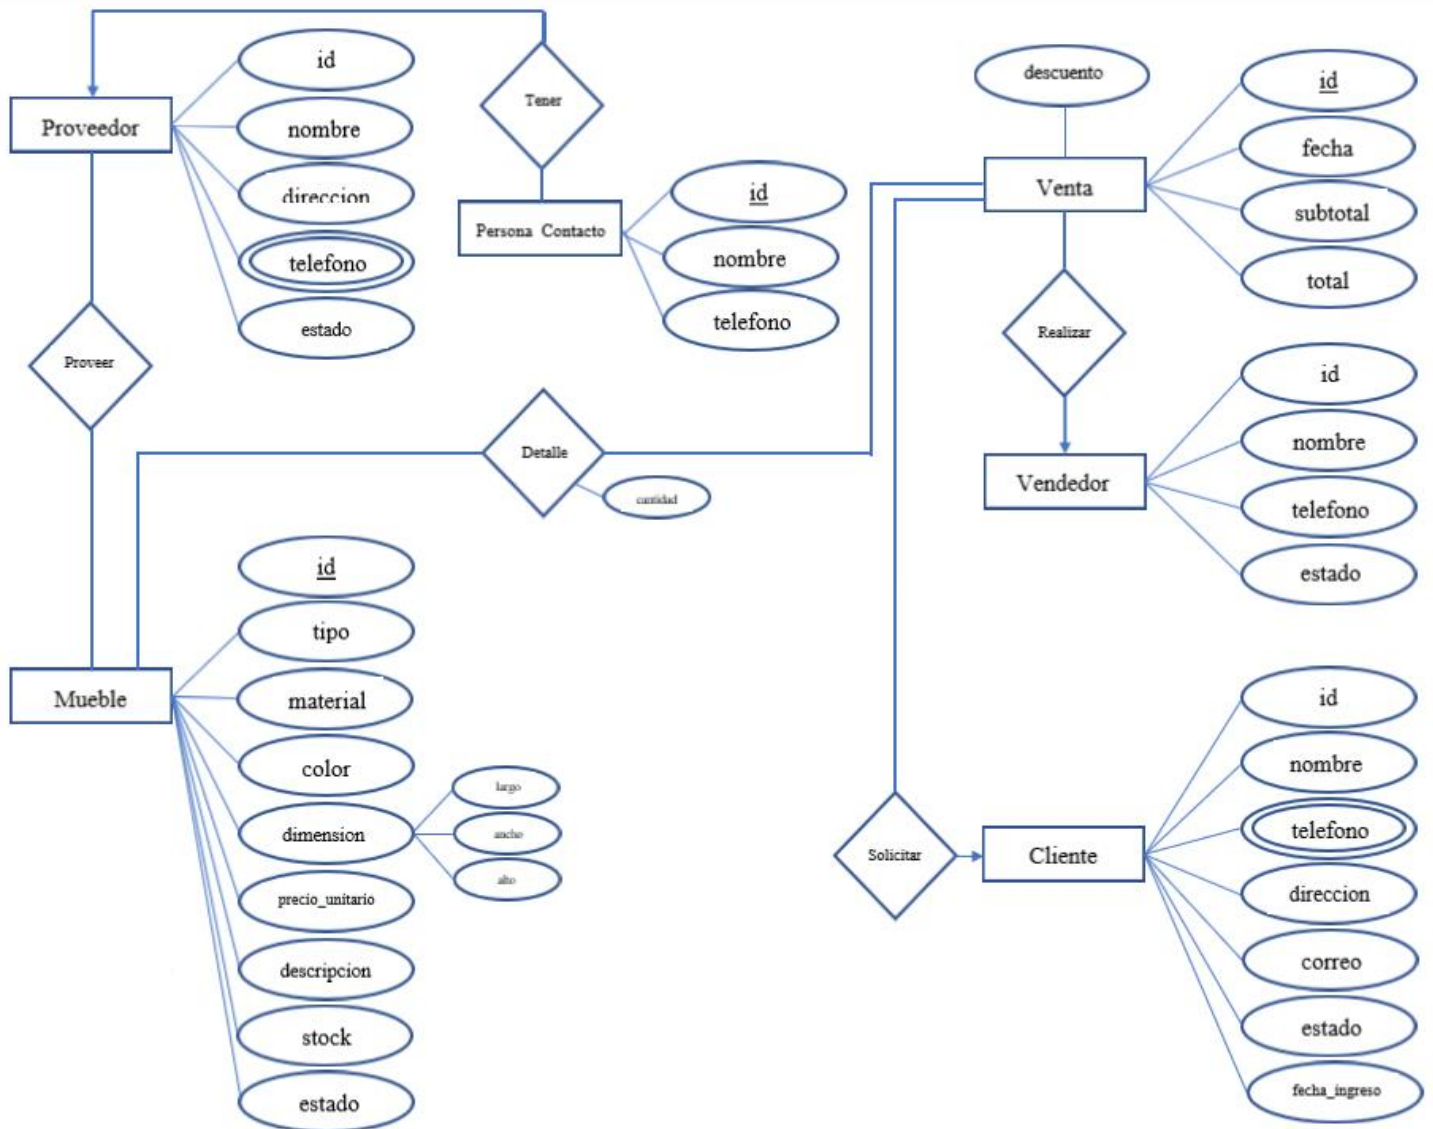 id
Proveedor
nombre
direccion
telefono
estado
Tener
Persona Contacto
id
nombre
telefono
descuento
Venta
id
fecha
subtotal
total
Realizar
Vendedor
id
nombre
telefono
estado
Proveer
Detalle
cantidad
Mueble
id
tipo
material
color
dimension
largo
ancho
alto
precio_unitario
descripcion
stock
estado
Solicitar
Cliente
id
nombre
telefono
direccion
correo
estado
fecha_ingreso